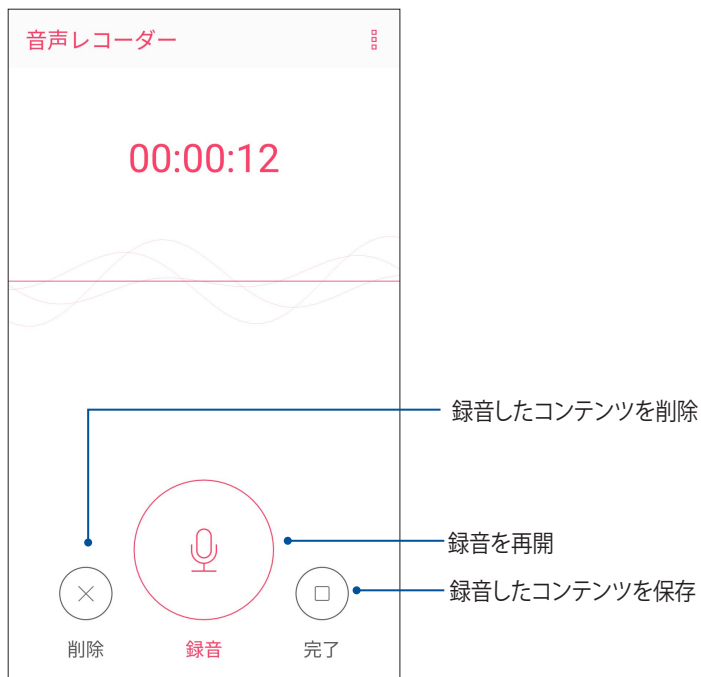 音声レコーダー
00:00:12
録音したコンテンツを削除
録音を再開
録音したコンテンツを保存
削除 録音 完了